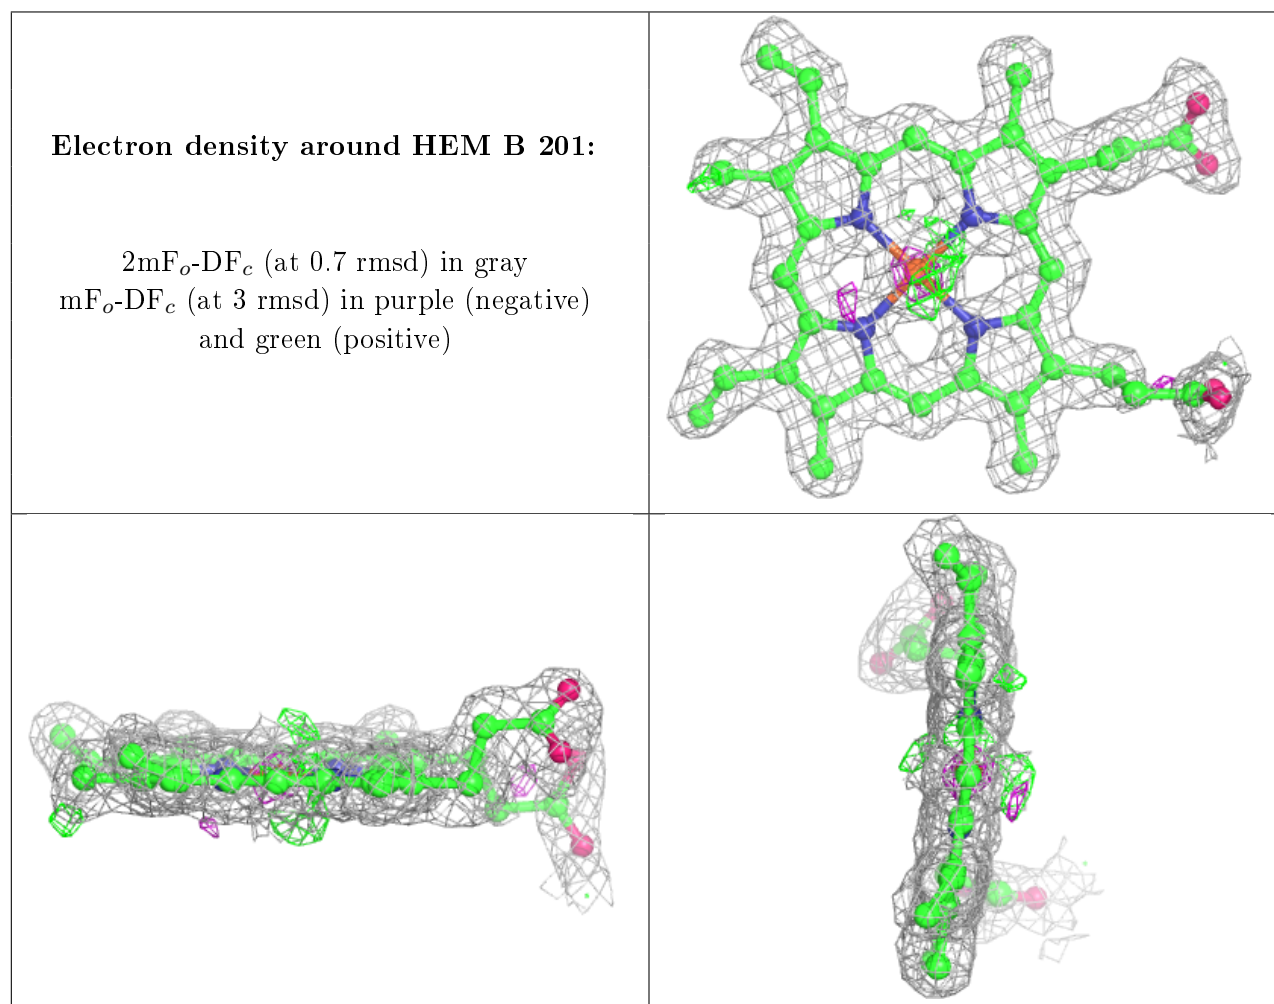 Electron density around HEM B 201:
2mFₒ-DF𝒸 (at 0.7 rmsd) in gray
mFₒ-DF𝒸 (at 3 rmsd) in purple (negative)
and green (positive)